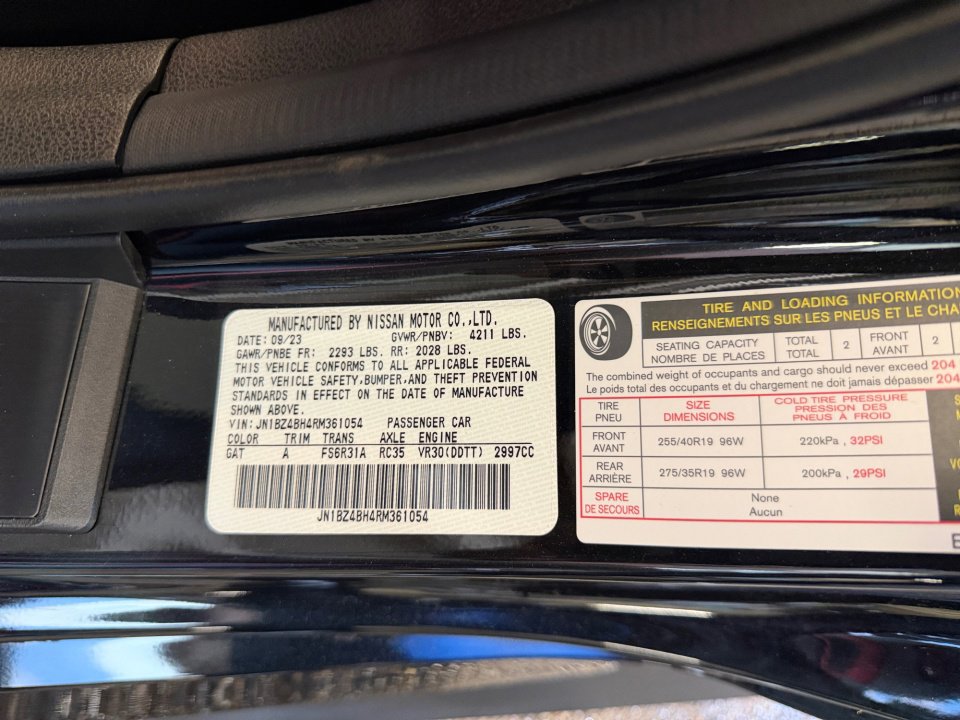 MANUFACTURED BY NISSAN MOTOR CO.,LTD.
DATE: 09/23 GVWR/PNBV: 4211 LBS.
GAWR/PNBE FR: 2293 LBS. RR: 2028 LBS.
THIS VEHICLE CONFORMS TO ALL APPLICABLE FEDERAL
MOTOR VEHICLE SAFETY,BUMPER,AND THEFT PREVENTION
STANDARDS IN EFFECT ON THE DATE OF MANUFACTURE
SHOWN ABOVE.
VIN: JN1BZ4BH4RM361054 PASSENGER CAR
COLOR TRIM TRANS AXLE ENGINE
GAT A FS6R31A RC35 VR30(DDTT) 2997CC
JN1BZ4BH4RM361054
TIRE AND LOADING INFORMATION
RENSEIGNEMENTS SUR LES PNEUS ET LE CHA
SEATING CAPACITY TOTAL 2 FRONT 2
NOMBRE DE PLACES TOTAL AVANT
The combined weight of occupants and cargo should never exceed 204
Le poids total des occupants et du chargement ne doit jamais dépasser 204
TIRE SIZE COLD TIRE PRESSURE
PNEU DIMENSIONS PRESSION DES
PNEUS À FROID
FRONT
AVANT 255/40R19 96W 220kPa , 32PSI
REAR
ARRIÈRE 275/35R19 96W 200kPa , 29PSI
SPARE None
DE SECOURS Aucun